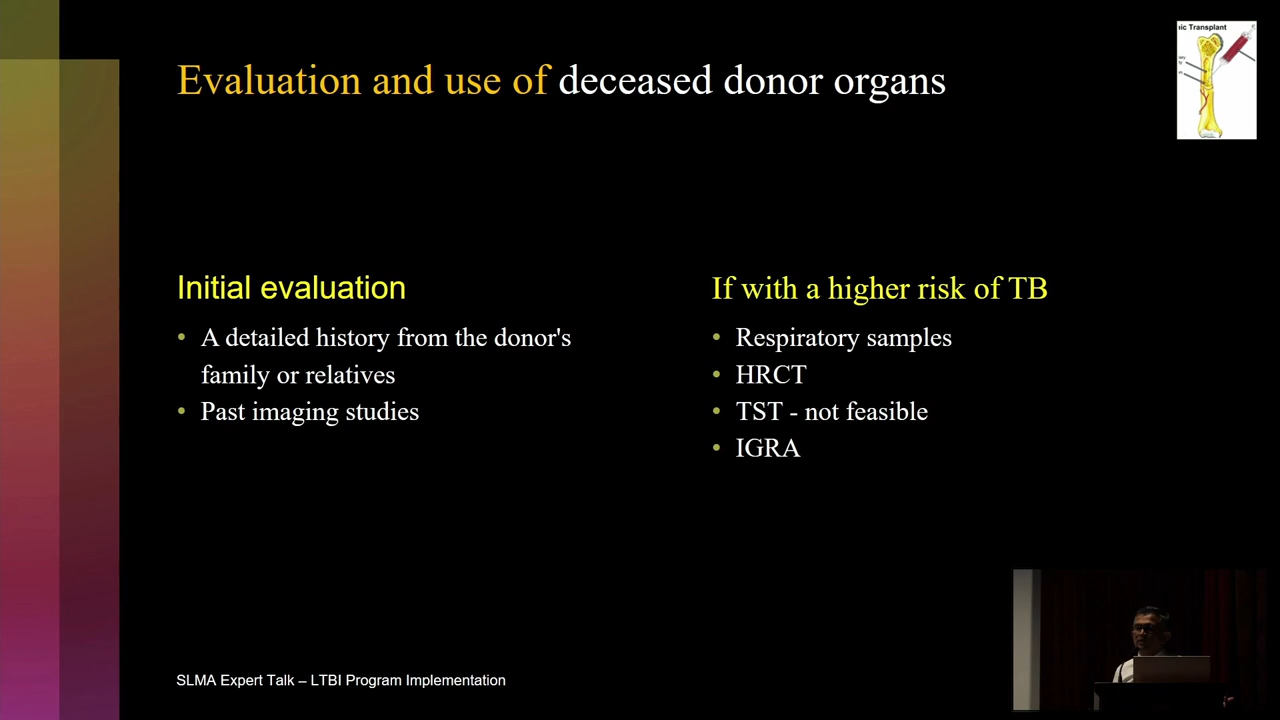 Evaluation and use of deceased donor organs
nic Transplant
Initial evaluation
• A detailed history from the donor's
family or relatives
• Past imaging studies
If with a higher risk of TB
• Respiratory samples
• HRCT
• TST - not feasible
• IGRA
SLMA Expert Talk – LTBI Program Implementation